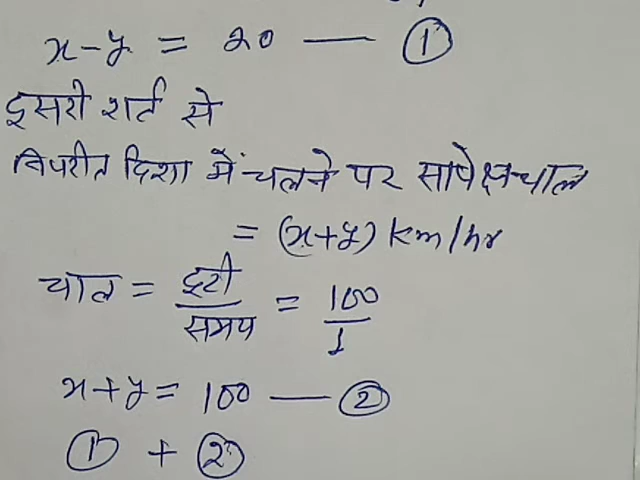 x-y = 20 — ①
दूसरी शर्त से
विपरीत दिशा में चलने पर सापेक्ष चाल
= (x+y) km/hr
चाल = दूरी/समय = 100/1
x+y = 100 — ②
① + ②